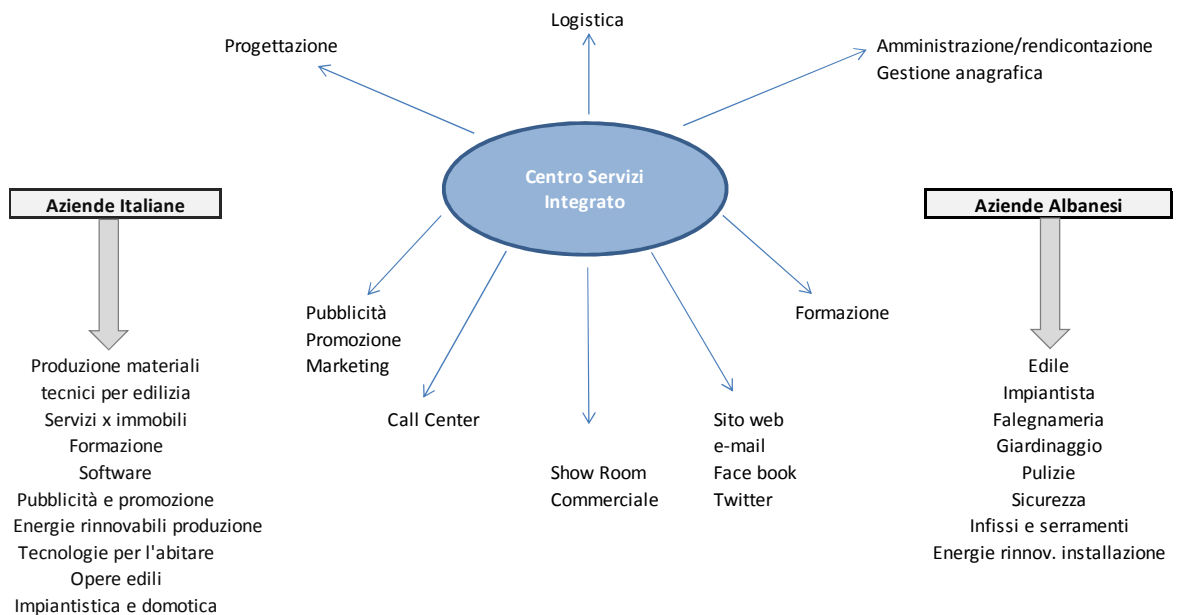 Logistica
Progettazione
Amministrazione/rendicontazione
Gestione anagrafica
Centro Servizi
Integrato
Aziende Italiane
Aziende Albanesi
Pubblicità
Promozione
Marketing
Formazione
Call Center
Show Room
Commerciale
Sito web
e-mail
Face book
Twitter
Produzione materiali
tecnici per edilizia
Servizi x immobili
Formazione
Software
Pubblicità e promozione
Energie rinnovabili produzione
Tecnologie per l'abitare
Opere edili
Impiantistica e domotica
Edile
Impiantista
Falegnameria
Giardinaggio
Pulizie
Sicurezza
Infissi e serramenti
Energie rinnov. installazione